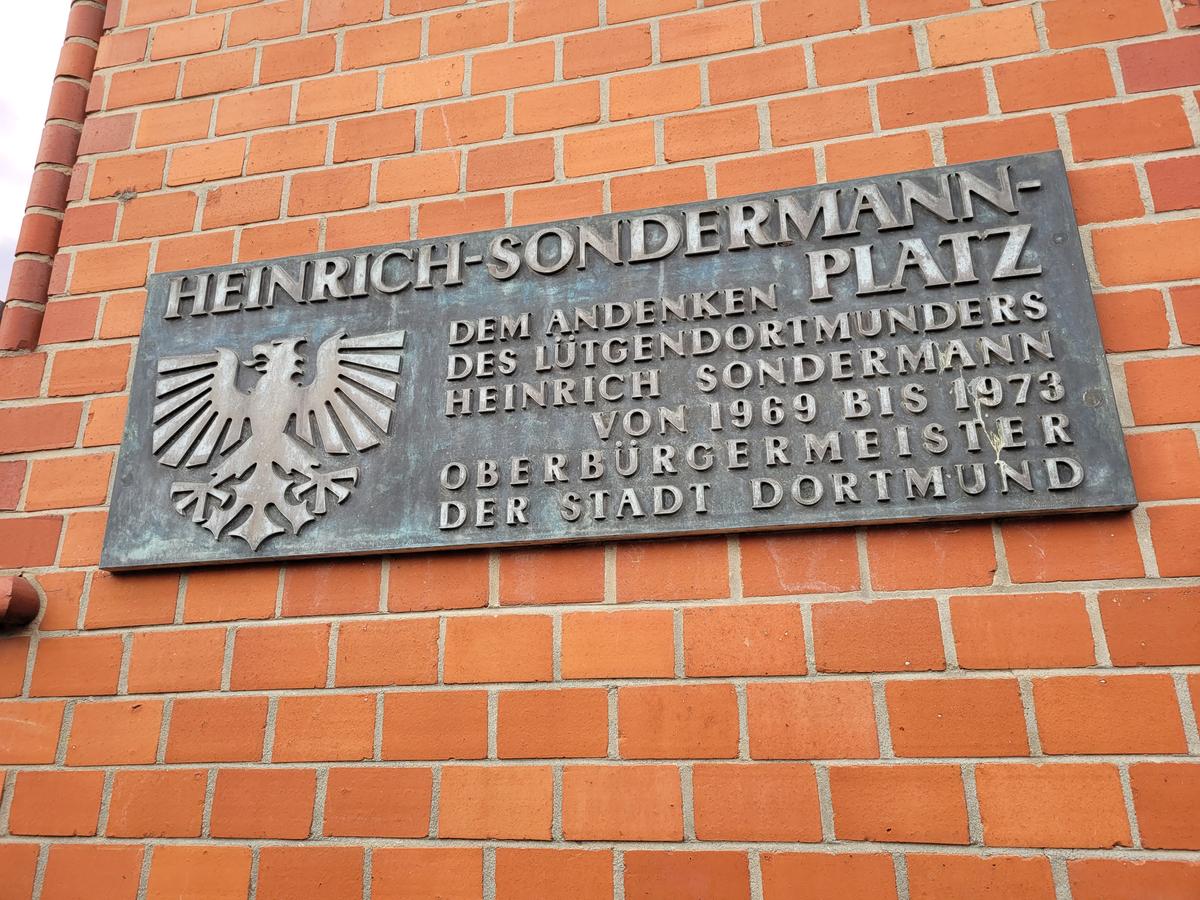 HEINRICH-SONDERMANN-
PLATZ
DEM ANDENKEN
DES LÜTGENDORTMUNDERS
HEINRICH SONDERMANN
VON 1969 BIS 1973
OBERBÜRGERMEISTER
DER STADT DORTMUND